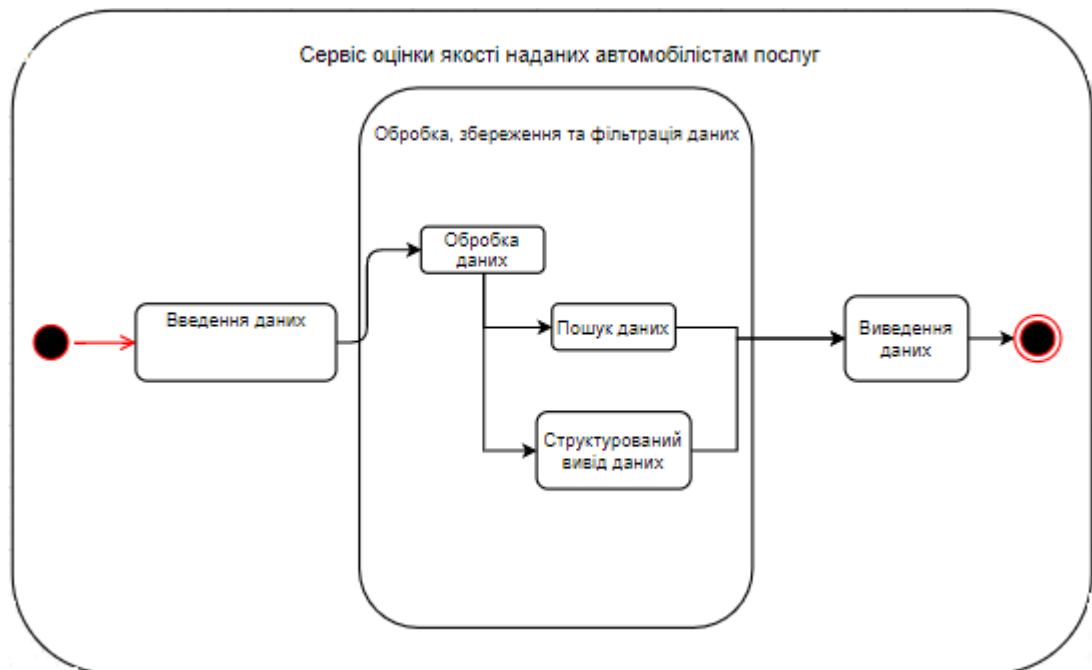 Сервіс оцінки якості наданих автомобілістам послуг
Обробка, збереження та фільтрація даних
Обробка
даних
Введення даних
Пошук даних
Виведення
даних
Структурований
вивід даних